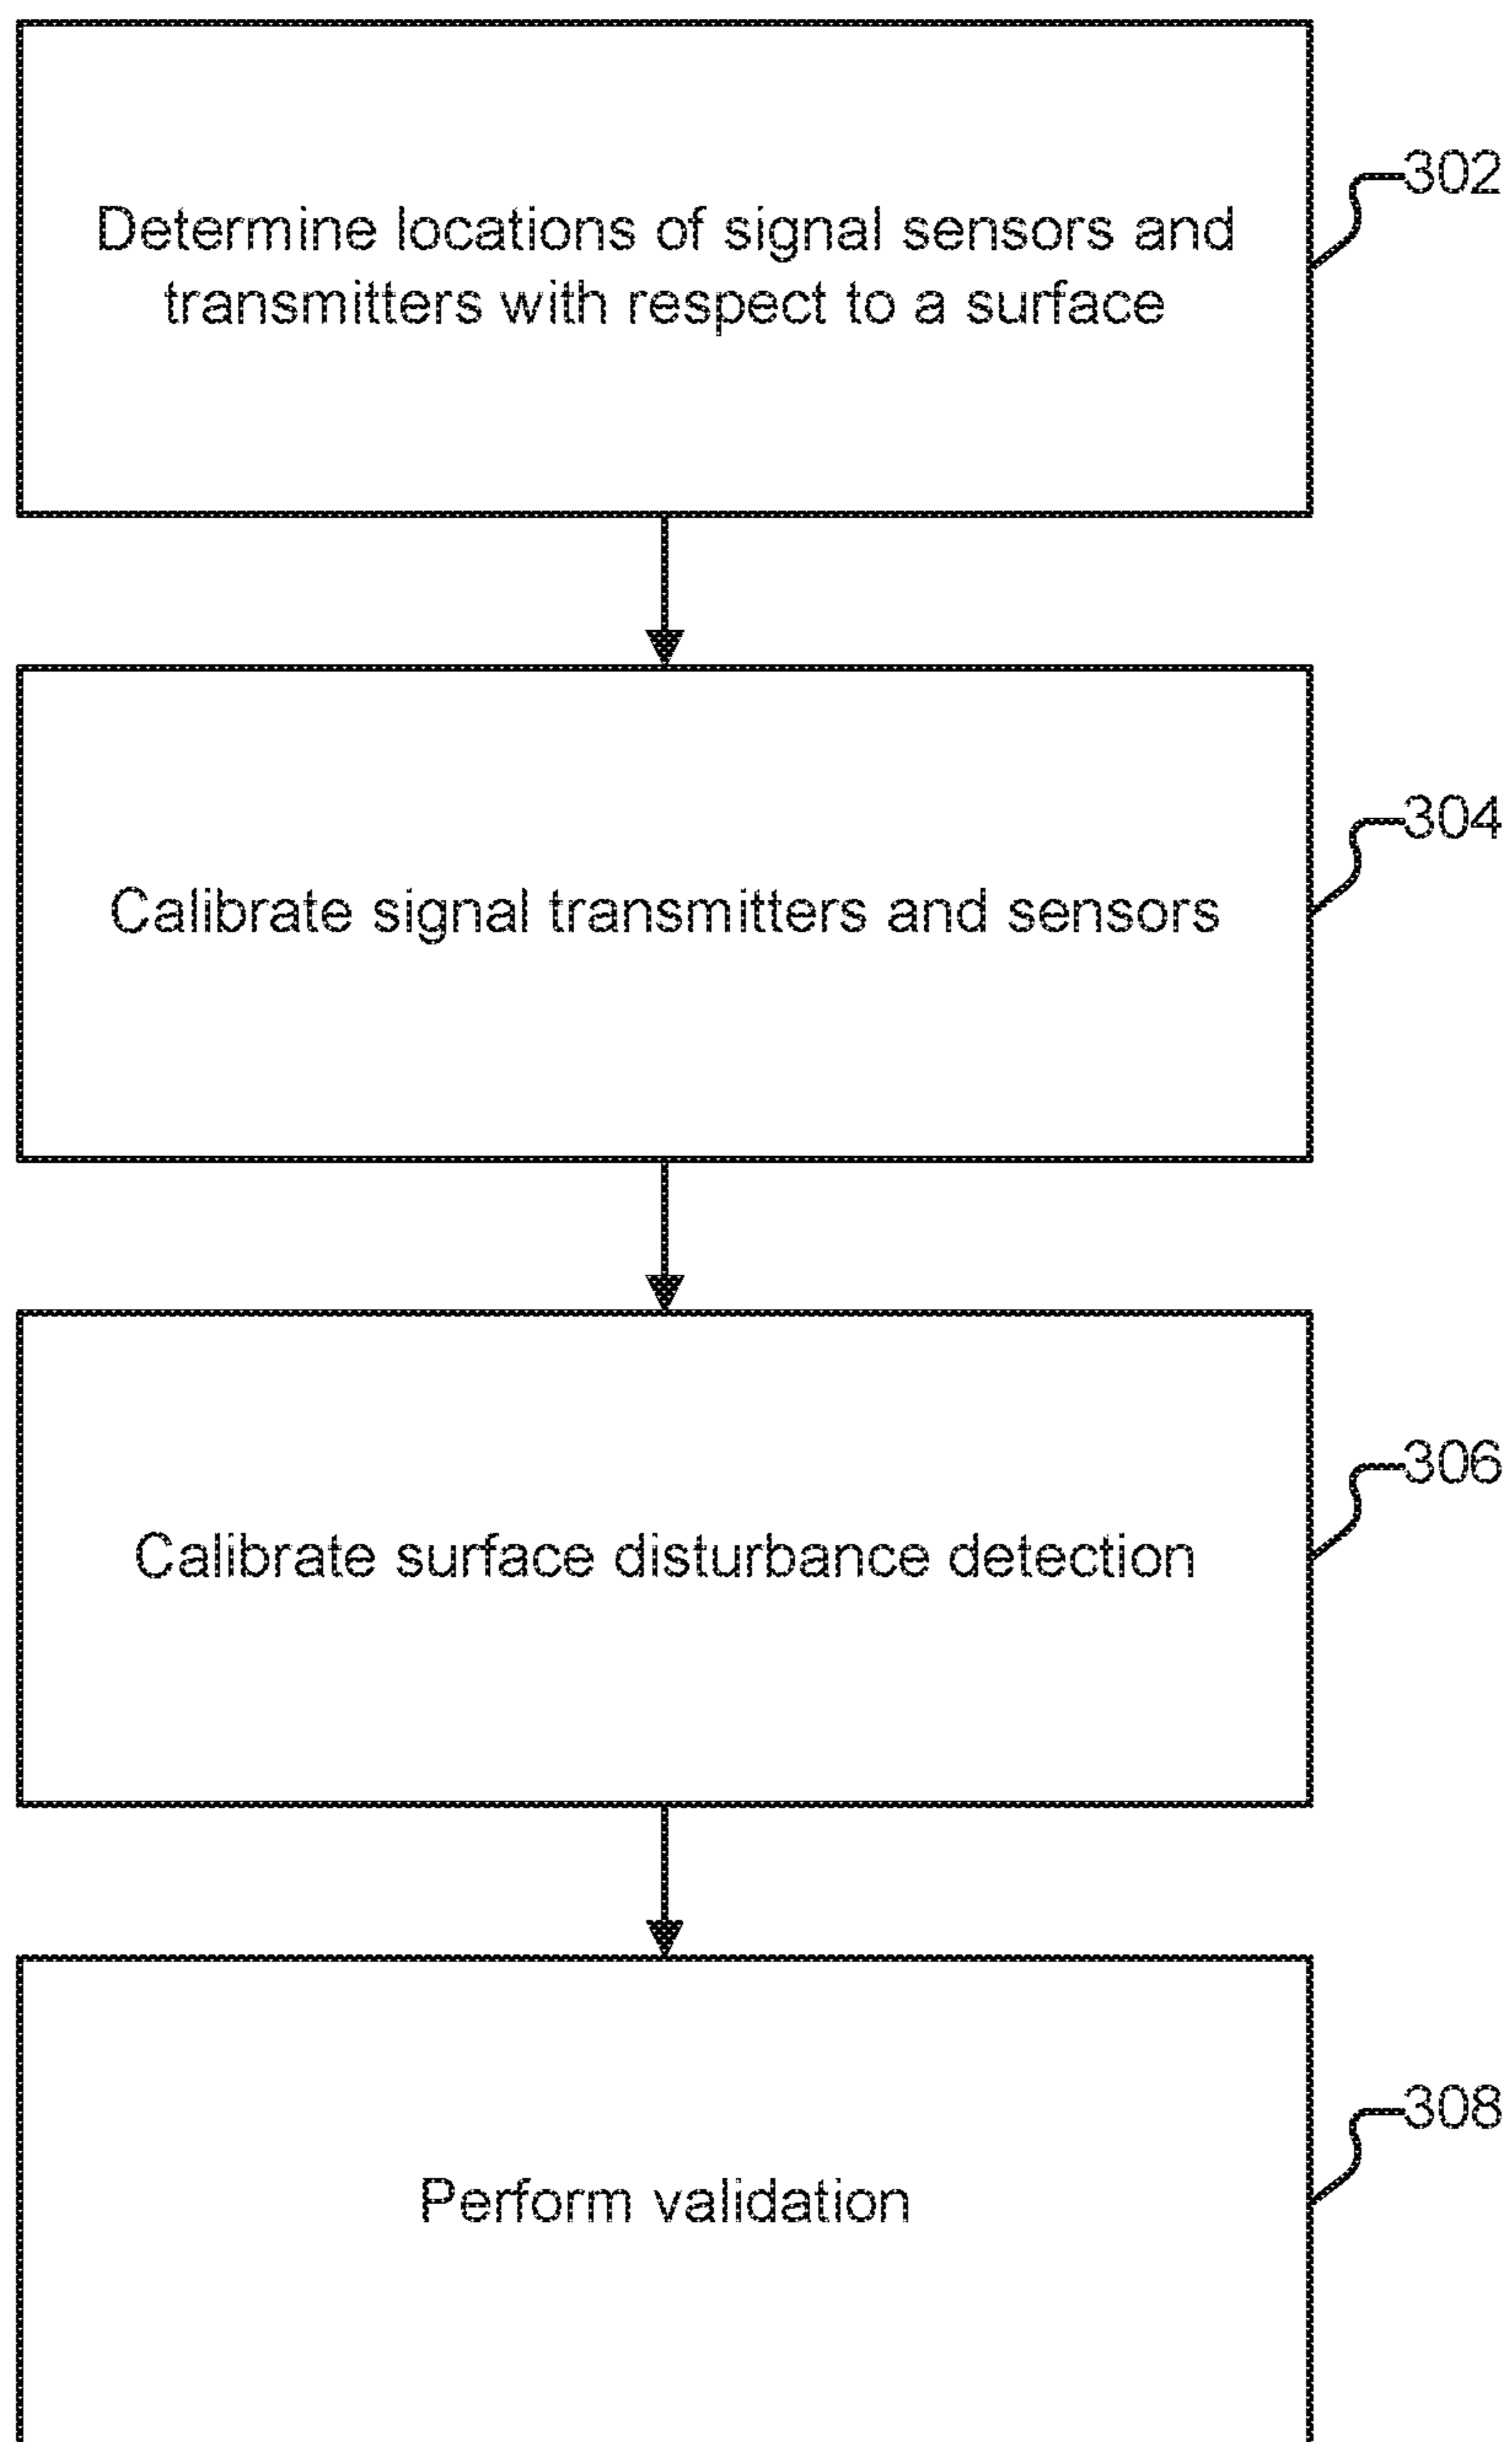 Determine locations of signal sensors and
transmitters with respect to a surface
302
Calibrate signal transmitters and sensors
304
Calibrate surface disturbance detection
306
Perform validation
308